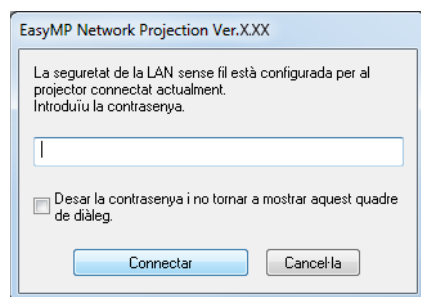 EasyMP Network Projection Ver.X.XX
La seguretat de la LAN sense fil està configurada per al
projector connectat actualment.
Introduïu la contrasenya.
Desar la contrasenya i no tornar a mostrar aquest quadre
de diàleg.
Connectar
Cancel·la